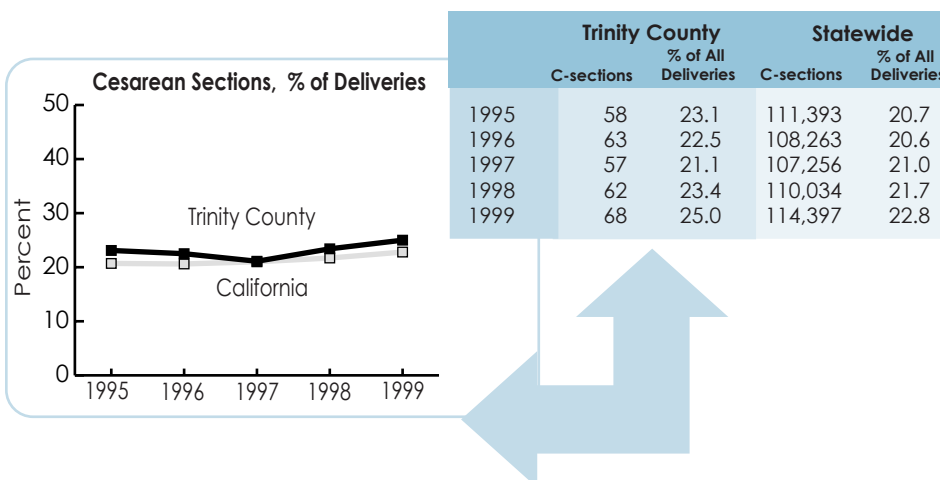 Trinity County Statewide
% of All % of All
C-sections Deliveries C-sections Deliveries
1995 58 23.1 111,393 20.7
1996 63 22.5 108,263 20.6
1997 57 21.1 107,256 21.0
1998 62 23.4 110,034 21.7
1999 68 25.0 114,397 22.8
Cesarean Sections, % of Deliveries
Percent
50
40
30
20
10
0
Trinity County
California
1995 1996 1997 1998 1999